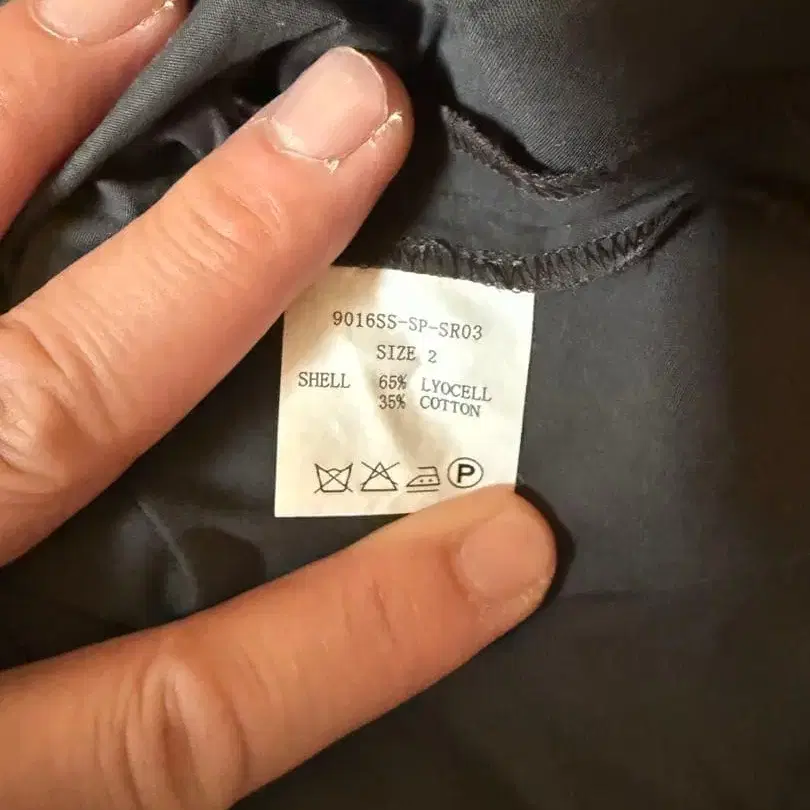 9016SS-SP-SR03
SIZE 2
SHELL 65% LYOCELL
35% COTTON
P